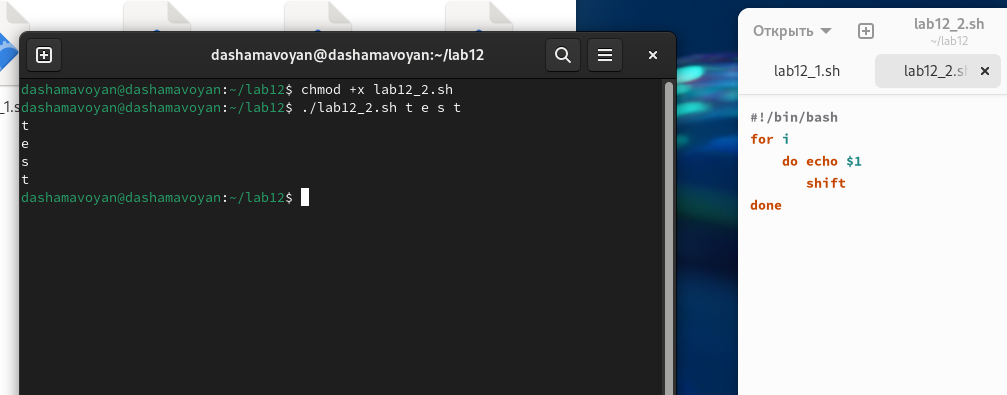 _1.s
dashamavoyan@dashamavoyan:~/lab12
dashamavoyan@dashamavoyan:~/lab12$ chmod +x lab12_2.sh
dashamavoyan@dashamavoyan:~/lab12$ ./lab12_2.sh t e s t
t
e
s
t
dashamavoyan@dashamavoyan:~/lab12$
Открыть
lab12_2.sh
~/lab12
lab12_1.sh
lab12_2.sh
#!/bin/bash
for i
    do echo $1
       shift
done